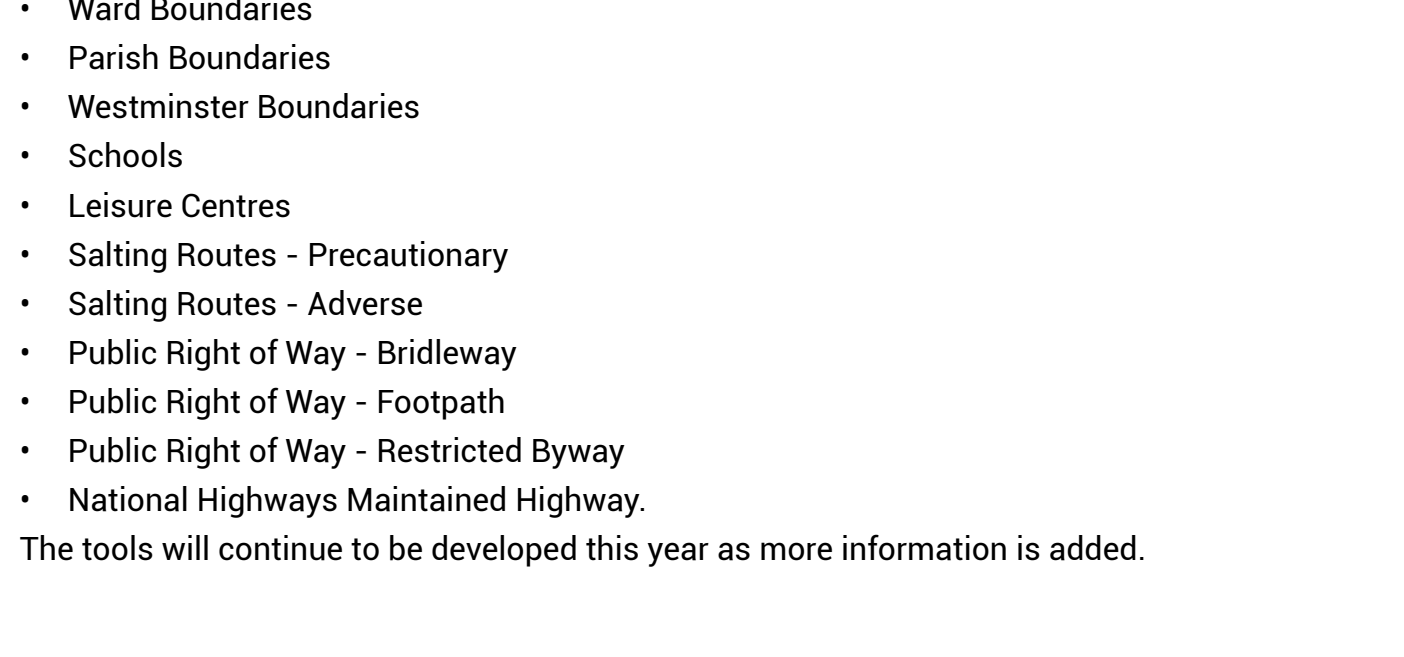 • Ward Boundaries
• Parish Boundaries
• Westminster Boundaries
• Schools
• Leisure Centres
• Salting Routes - Precautionary
• Salting Routes - Adverse
• Public Right of Way - Bridleway
• Public Right of Way - Footpath
• Public Right of Way - Restricted Byway
• National Highways Maintained Highway.
The tools will continue to be developed this year as more information is added.